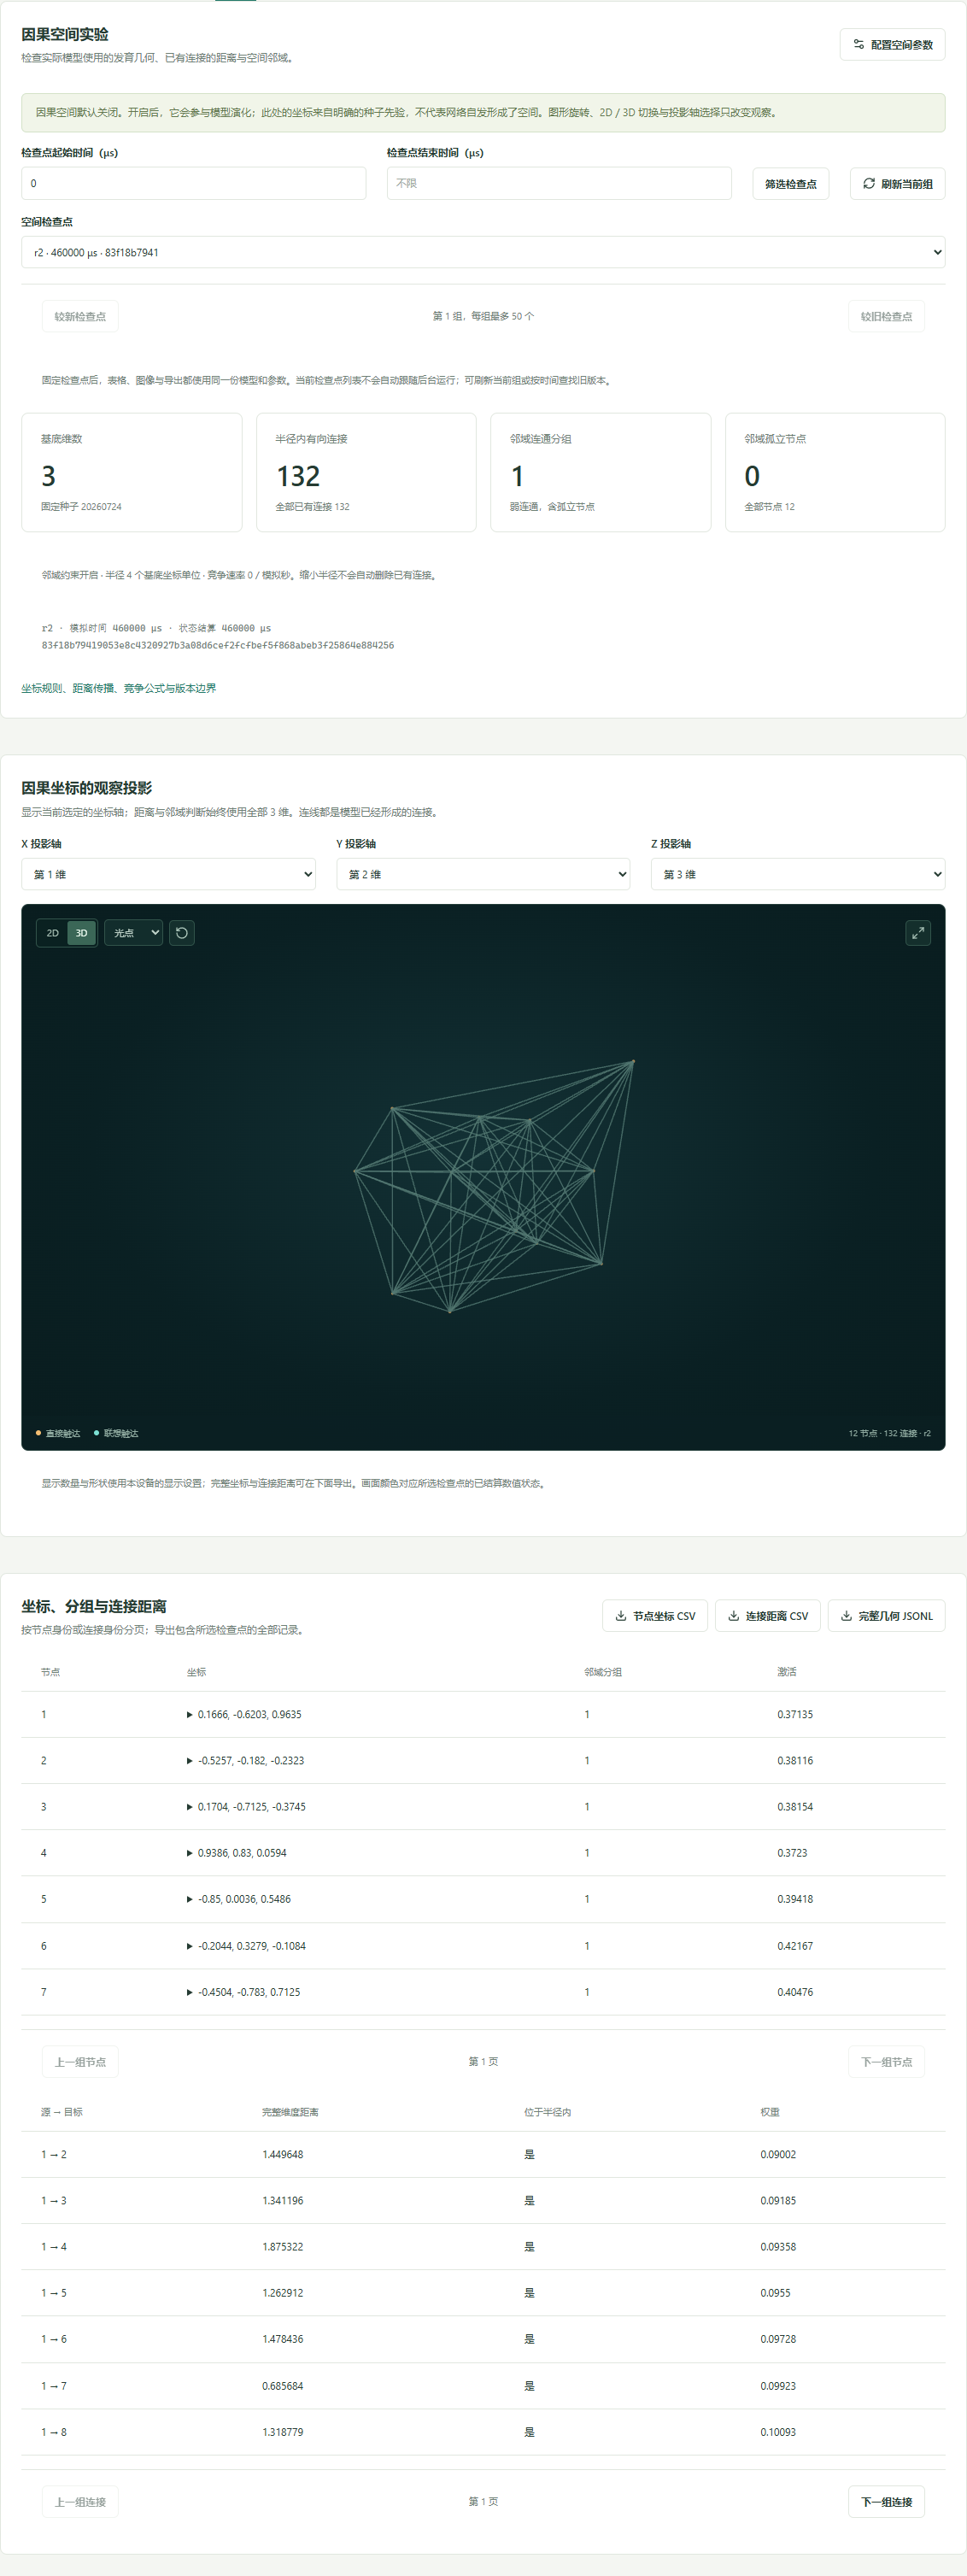 因果空间实验
检查实际模型使用的发育几何、已有连接的距离与空间邻域。
配置空间参数
因果空间默认关闭。开启后，它会参与模型演化；此处的坐标来自明确的种子先验，不代表网络自发形成了空间。图形旋转、2D / 3D 切换与投影轴选择只改变观察。
检查点起始时间（μs）
检查点结束时间（μs）
0
不限
筛选检查点
刷新当前组
空间检查点
r2 · 460000 μs · 83f18b7941
较新检查点
第 1 组，每组最多 50 个
较旧检查点
固定检查点后，表格、图像与导出都使用同一份模型和参数。当前检查点列表不会自动跟随后台运行；可刷新当前组或按时间查找旧版本。
基底维数
3
固定种子 20260724
半径内有向连接
132
全部已有连接 132
邻域连通分组
1
弱连通，含孤立节点
邻域孤立节点
0
全部节点 12
邻域约束开启 · 半径 4 个基底坐标单位 · 竞争速率 0 / 模拟秒。缩小半径不会自动删除已有连接。
r2 · 模拟时间 460000 μs · 状态结算 460000 μs
83f18b79419053e8c4320927b3a08d6cef2fcfbef5f868abeb3f25864e884256
坐标规则、距离传播、竞争公式与版本边界
因果坐标的观察投影
显示当前选定的坐标轴；距离与邻域判断始终使用全部 3 维。连线都是模型已经形成的连接。
X 投影轴
Y 投影轴
Z 投影轴
第 1 维
第 2 维
第 3 维
2D
3D
光点
直接触达
联想触达
12 节点 · 132 连接 · r2
显示数量与形状使用本设备的显示设置；完整坐标与连接距离可在下面导出。画面颜色对应所选检查点的已结算数值状态。
坐标、分组与连接距离
按节点身份或连接身份分页；导出包含所选检查点的全部记录。
节点坐标 CSV
连接距离 CSV
完整几何 JSONL
节点 坐标 邻域分组 激活
1 ▶ 0.1666, -0.6203, 0.9635 1 0.37135
2 ▶ -0.5257, -0.182, -0.2323 1 0.38116
3 ▶ 0.1704, -0.7125, -0.3745 1 0.38154
4 ▶ 0.9386, 0.83, 0.0594 1 0.3723
5 ▶ -0.85, 0.0036, 0.5486 1 0.39418
6 ▶ -0.2044, 0.3279, -0.1084 1 0.42167
7 ▶ -0.4504, -0.783, 0.7125 1 0.40476
上一组节点
第 1 页
下一组节点
源 → 目标 完整维度距离 位于半径内 权重
1 → 2 1.449648 是 0.09002
1 → 3 1.341196 是 0.09185
1 → 4 1.875322 是 0.09358
1 → 5 1.262912 是 0.0955
1 → 6 1.478436 是 0.09728
1 → 7 0.685684 是 0.09923
1 → 8 1.318779 是 0.10093
上一组连接
第 1 页
下一组连接